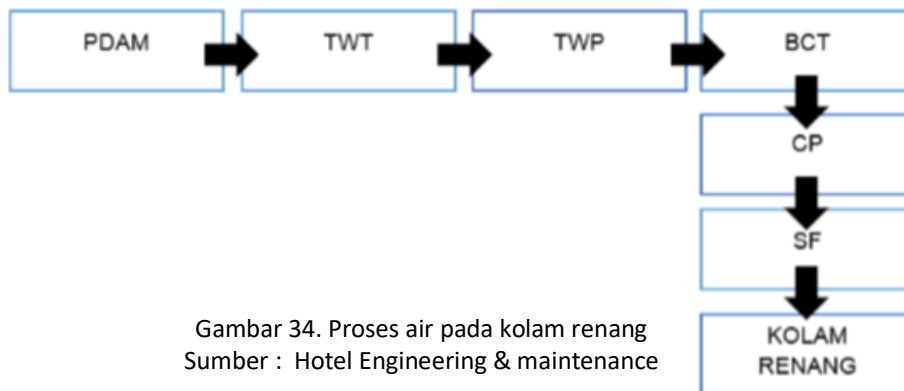 PDAM
TWT
TWP
BCT
CP
SF
KOLAM
RENANG
Gambar 34. Proses air pada kolam renang
Sumber : Hotel Engineering & maintenance